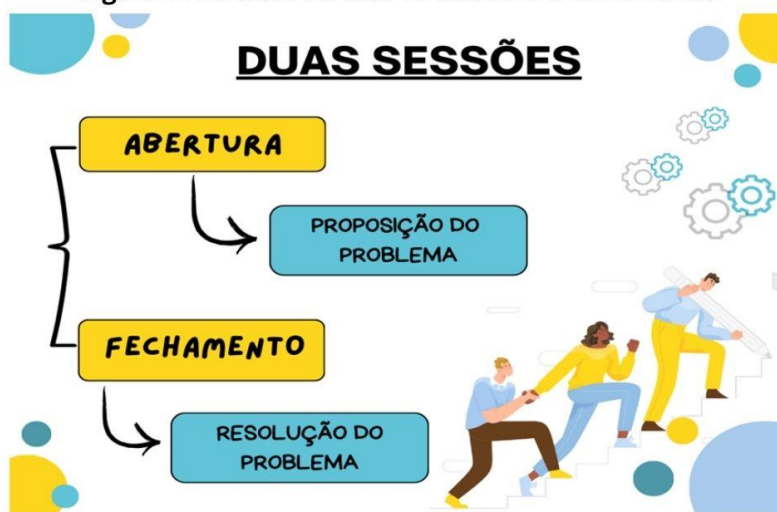 DUAS SESSÕES
ABERTURA
PROPOSIÇÃO DO
PROBLEMA
FECHAMENTO
RESOLUÇÃO DO
PROBLEMA